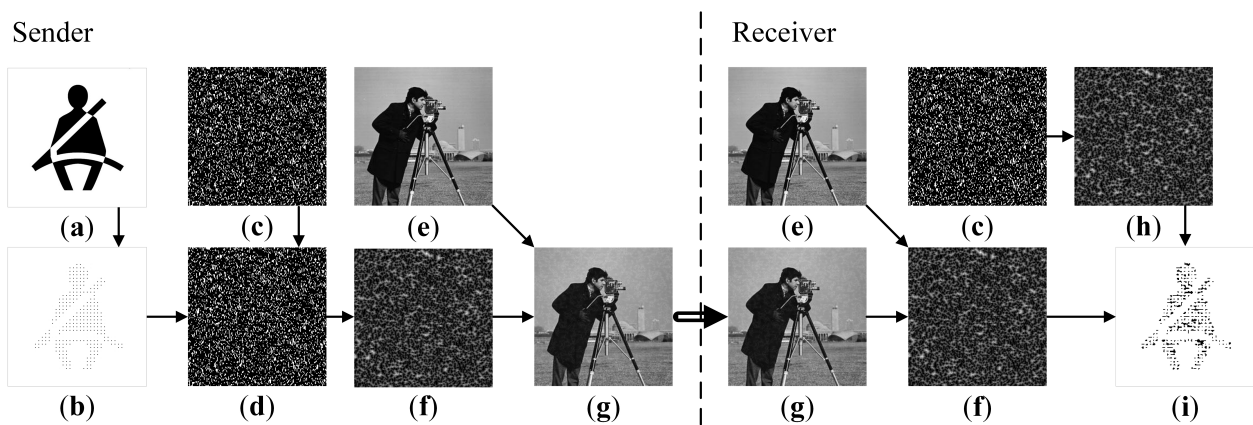 Sender
Receiver
(a)
(c)
(e)
(e)
(c)
(h)
(b)
(d)
(f)
(g)
(g)
(f)
(i)